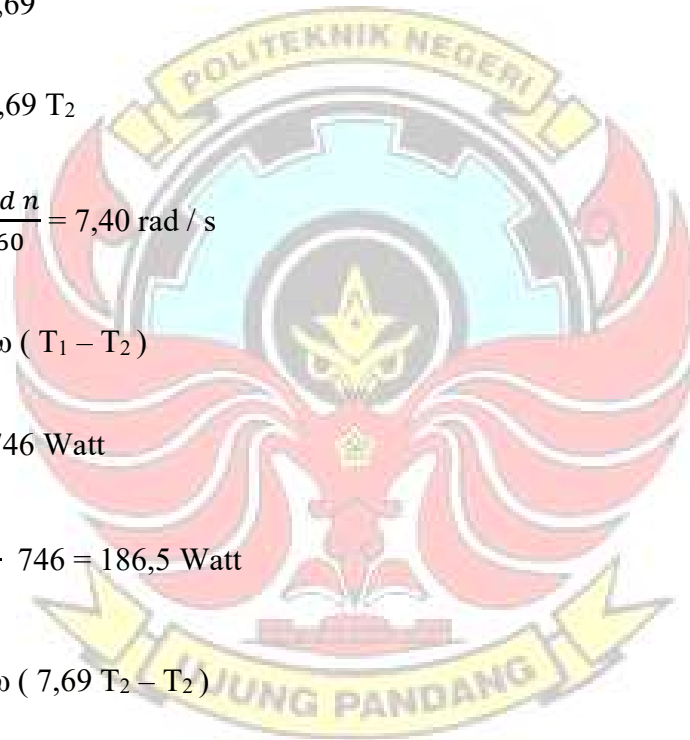 ,69
POLITEKNIK NEGERI
,69 T₂
d n / 60 = 7,40 rad / s
( T₁ – T₂ )
746 Watt
746 = 186,5 Watt
( 7,69 T₂ – T₂ )
UJUNG PANDANG